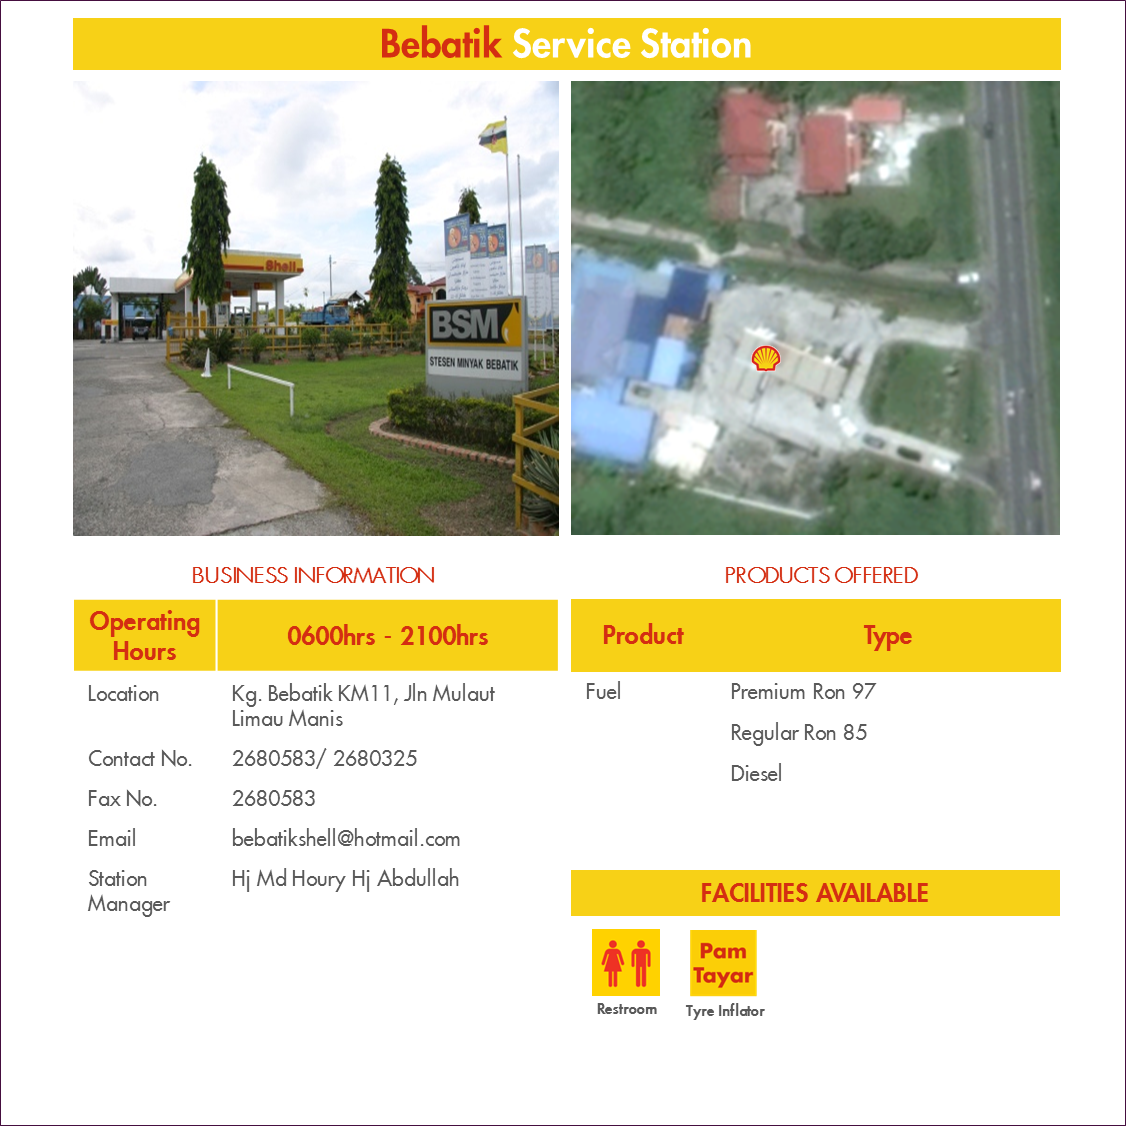 Bebatik Service Station
Shell
BSM
STESEN MINYAK BEBATIK
BUSINESS INFORMATION
Operating
Hours
0600hrs - 2100hrs
Location
Kg. Bebatik KM11, Jln Mulaut
Limau Manis
Contact No.
2680583/ 2680325
Fax No.
2680583
Email
bebatikshell@hotmail.com
Station
Manager
Hj Md Houry Hj Abdullah
PRODUCTS OFFERED
Product
Type
Fuel
Premium Ron 97
Regular Ron 85
Diesel
FACILITIES AVAILABLE
Restroom
Pam
Tayar
Tyre Inflator